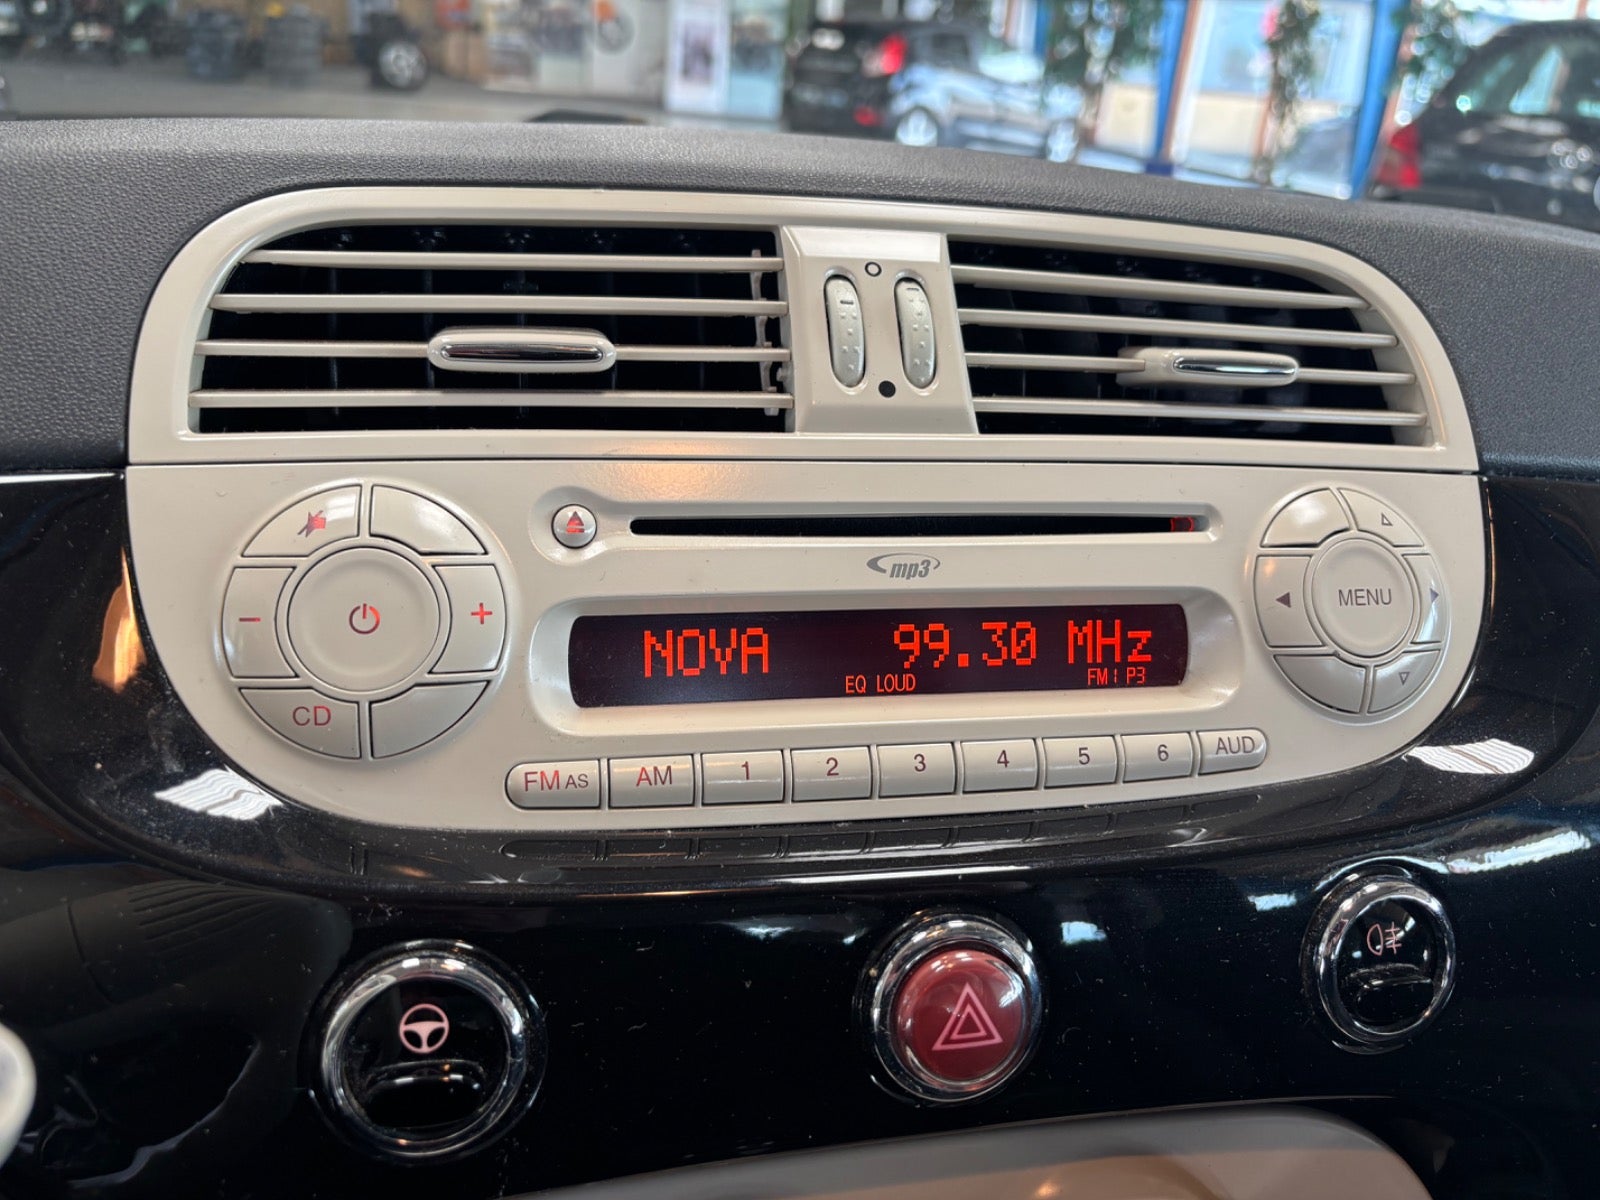 mp3
NOVA 99.30 MHz
EQ LOUD FM1 P3
MENU
CD
FM AS AM 1 2 3 4 5 6 AUD